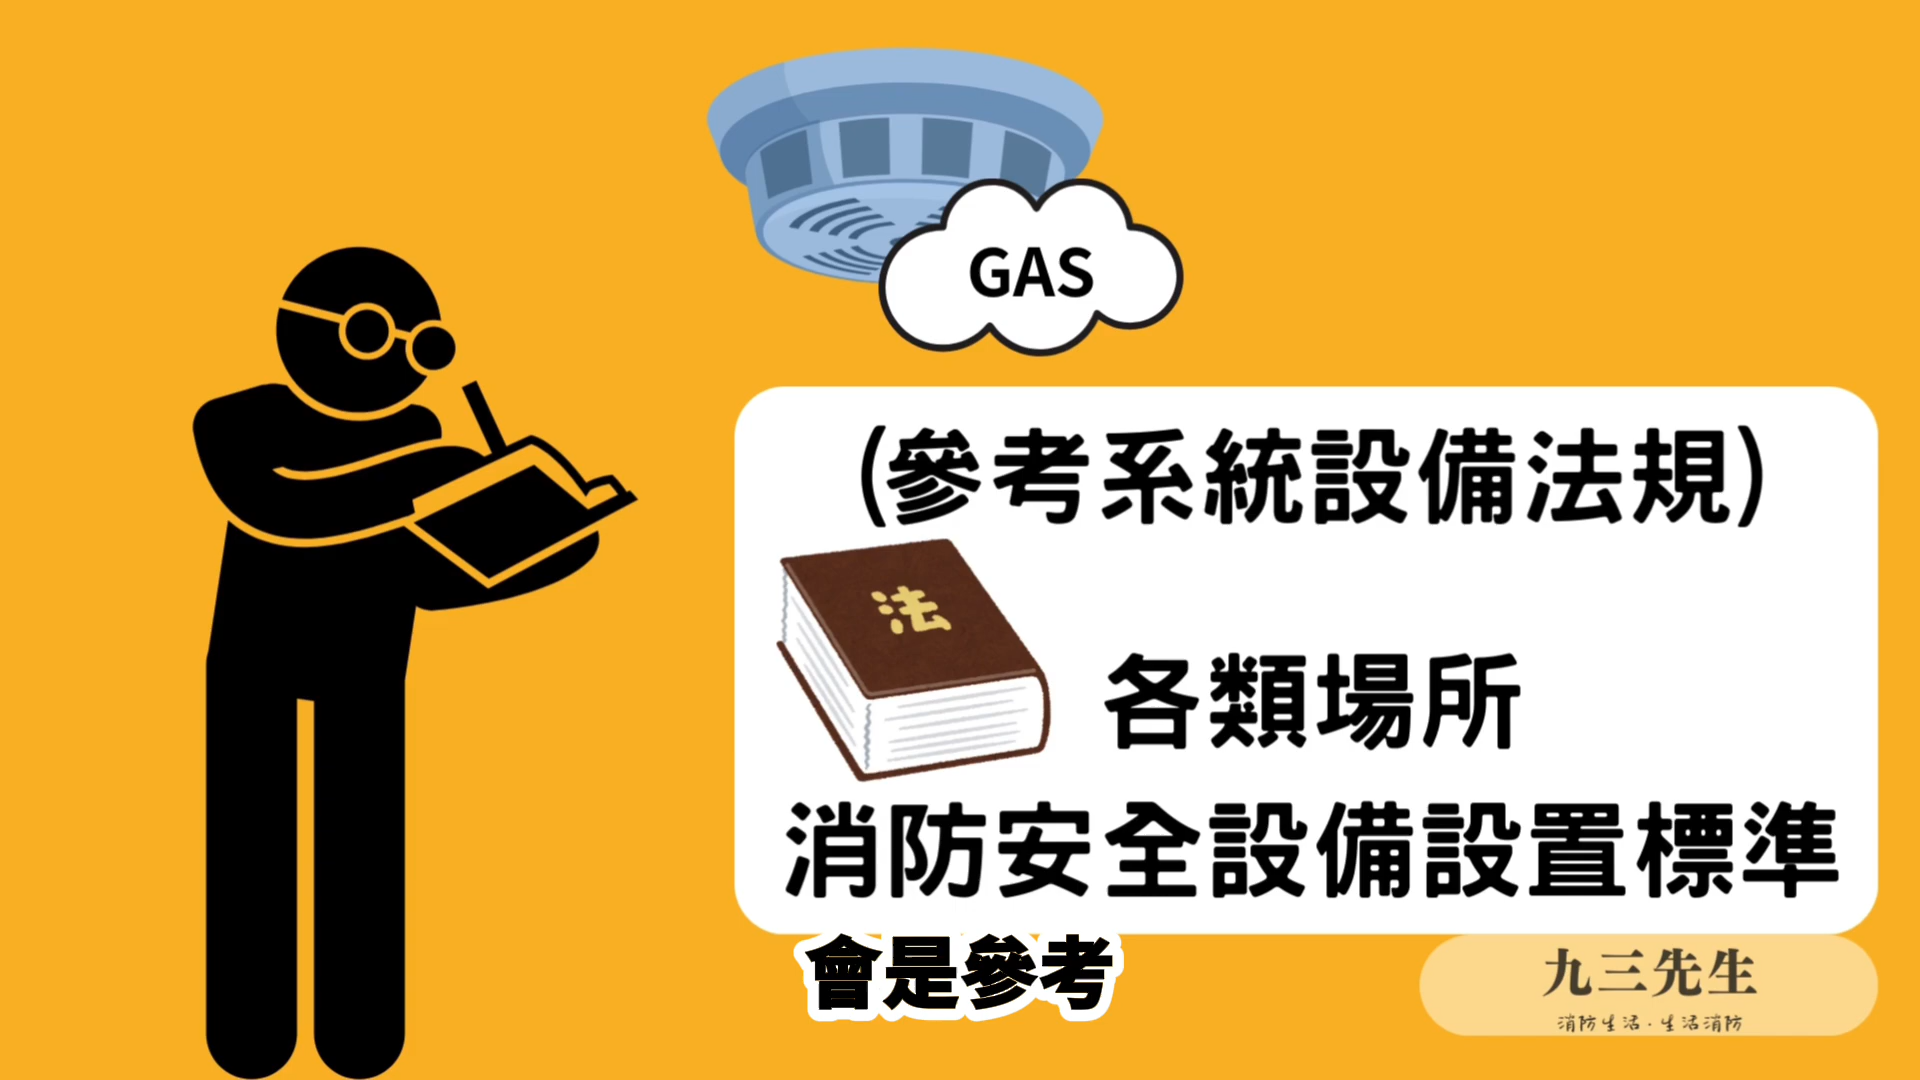 GAS
(參考系統設備法規)
法
各類場所
消防安全設備設置標準
會是參考
九三先生
消防生活·生活消防